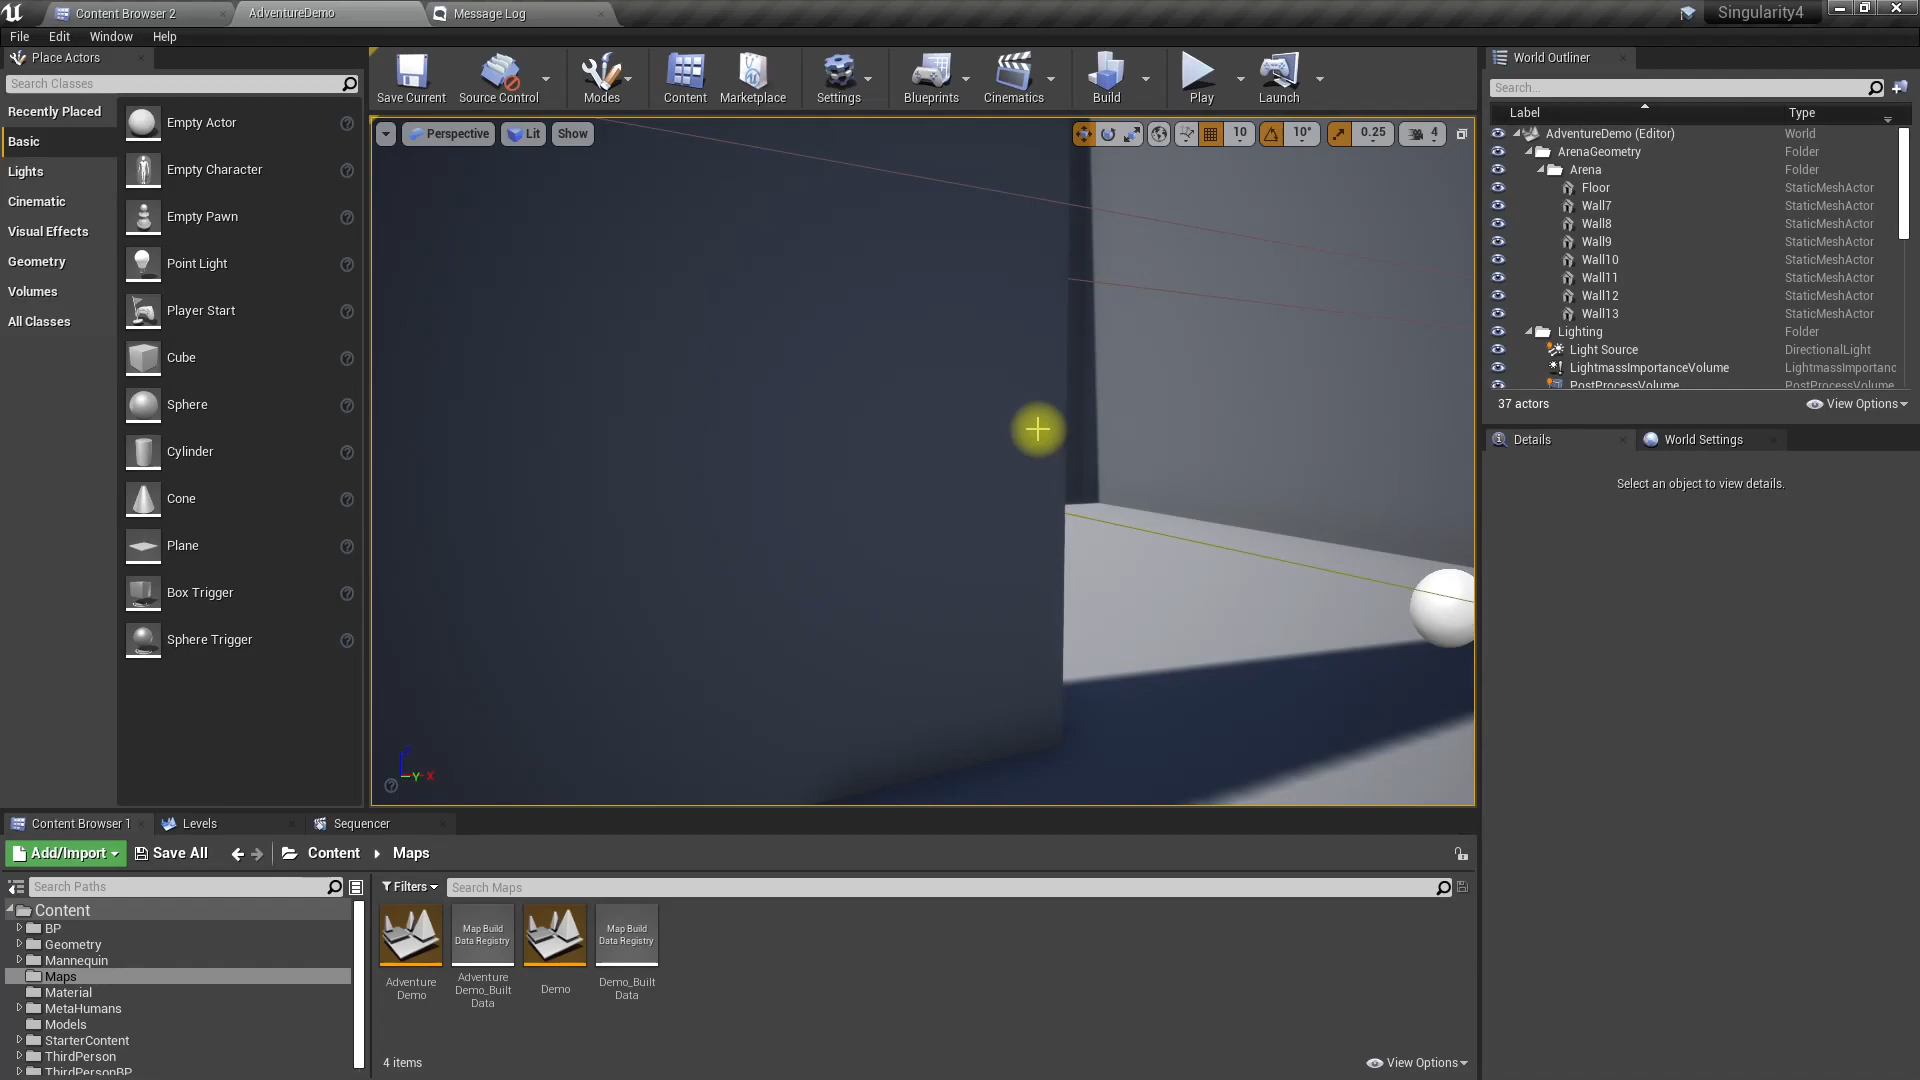 Content Browser 2
AdventureDemo
Message Log
Singularity4
File
Edit
Window
Help
Place Actors
Search Classes
Recently Placed
Basic
Lights
Cinematic
Visual Effects
Geometry
Volumes
All Classes
Empty Actor
Empty Character
Empty Pawn
Point Light
Player Start
Cube
Sphere
Cylinder
Cone
Plane
Box Trigger
Sphere Trigger
Save Current
Source Control
Modes
Content
Marketplace
Settings
Blueprints
Cinematics
Build
Play
Launch
Perspective
Lit
Show
10
10°
0.25
4
Y
X
World Outliner
Search...
Label
Type
AdventureDemo (Editor)
World
ArenaGeometry
Folder
Arena
Folder
Floor
StaticMeshActor
Wall7
StaticMeshActor
Wall8
StaticMeshActor
Wall9
StaticMeshActor
Wall10
StaticMeshActor
Wall11
StaticMeshActor
Wall12
StaticMeshActor
Wall13
StaticMeshActor
Lighting
Folder
Light Source
DirectionalLight
LightmassImportanceVolume
LightmassImportanc
PostProcessVolume
PostProcessVolume
37 actors
View Options
Details
World Settings
Select an object to view details.
Content Browser 1
Levels
Sequencer
Add/Import
Save All
Content
Maps
Search Paths
Content
BP
Geometry
Mannequin
Maps
Material
MetaHumans
Models
StarterContent
ThirdPerson
ThirdPersonBP
Filters
Search Maps
Adventure
Demo
Map Build
Data Registry
Adventure
Demo_Built
Data
Demo
Map Build
Data Registry
Demo_Built
Data
4 items
View Options